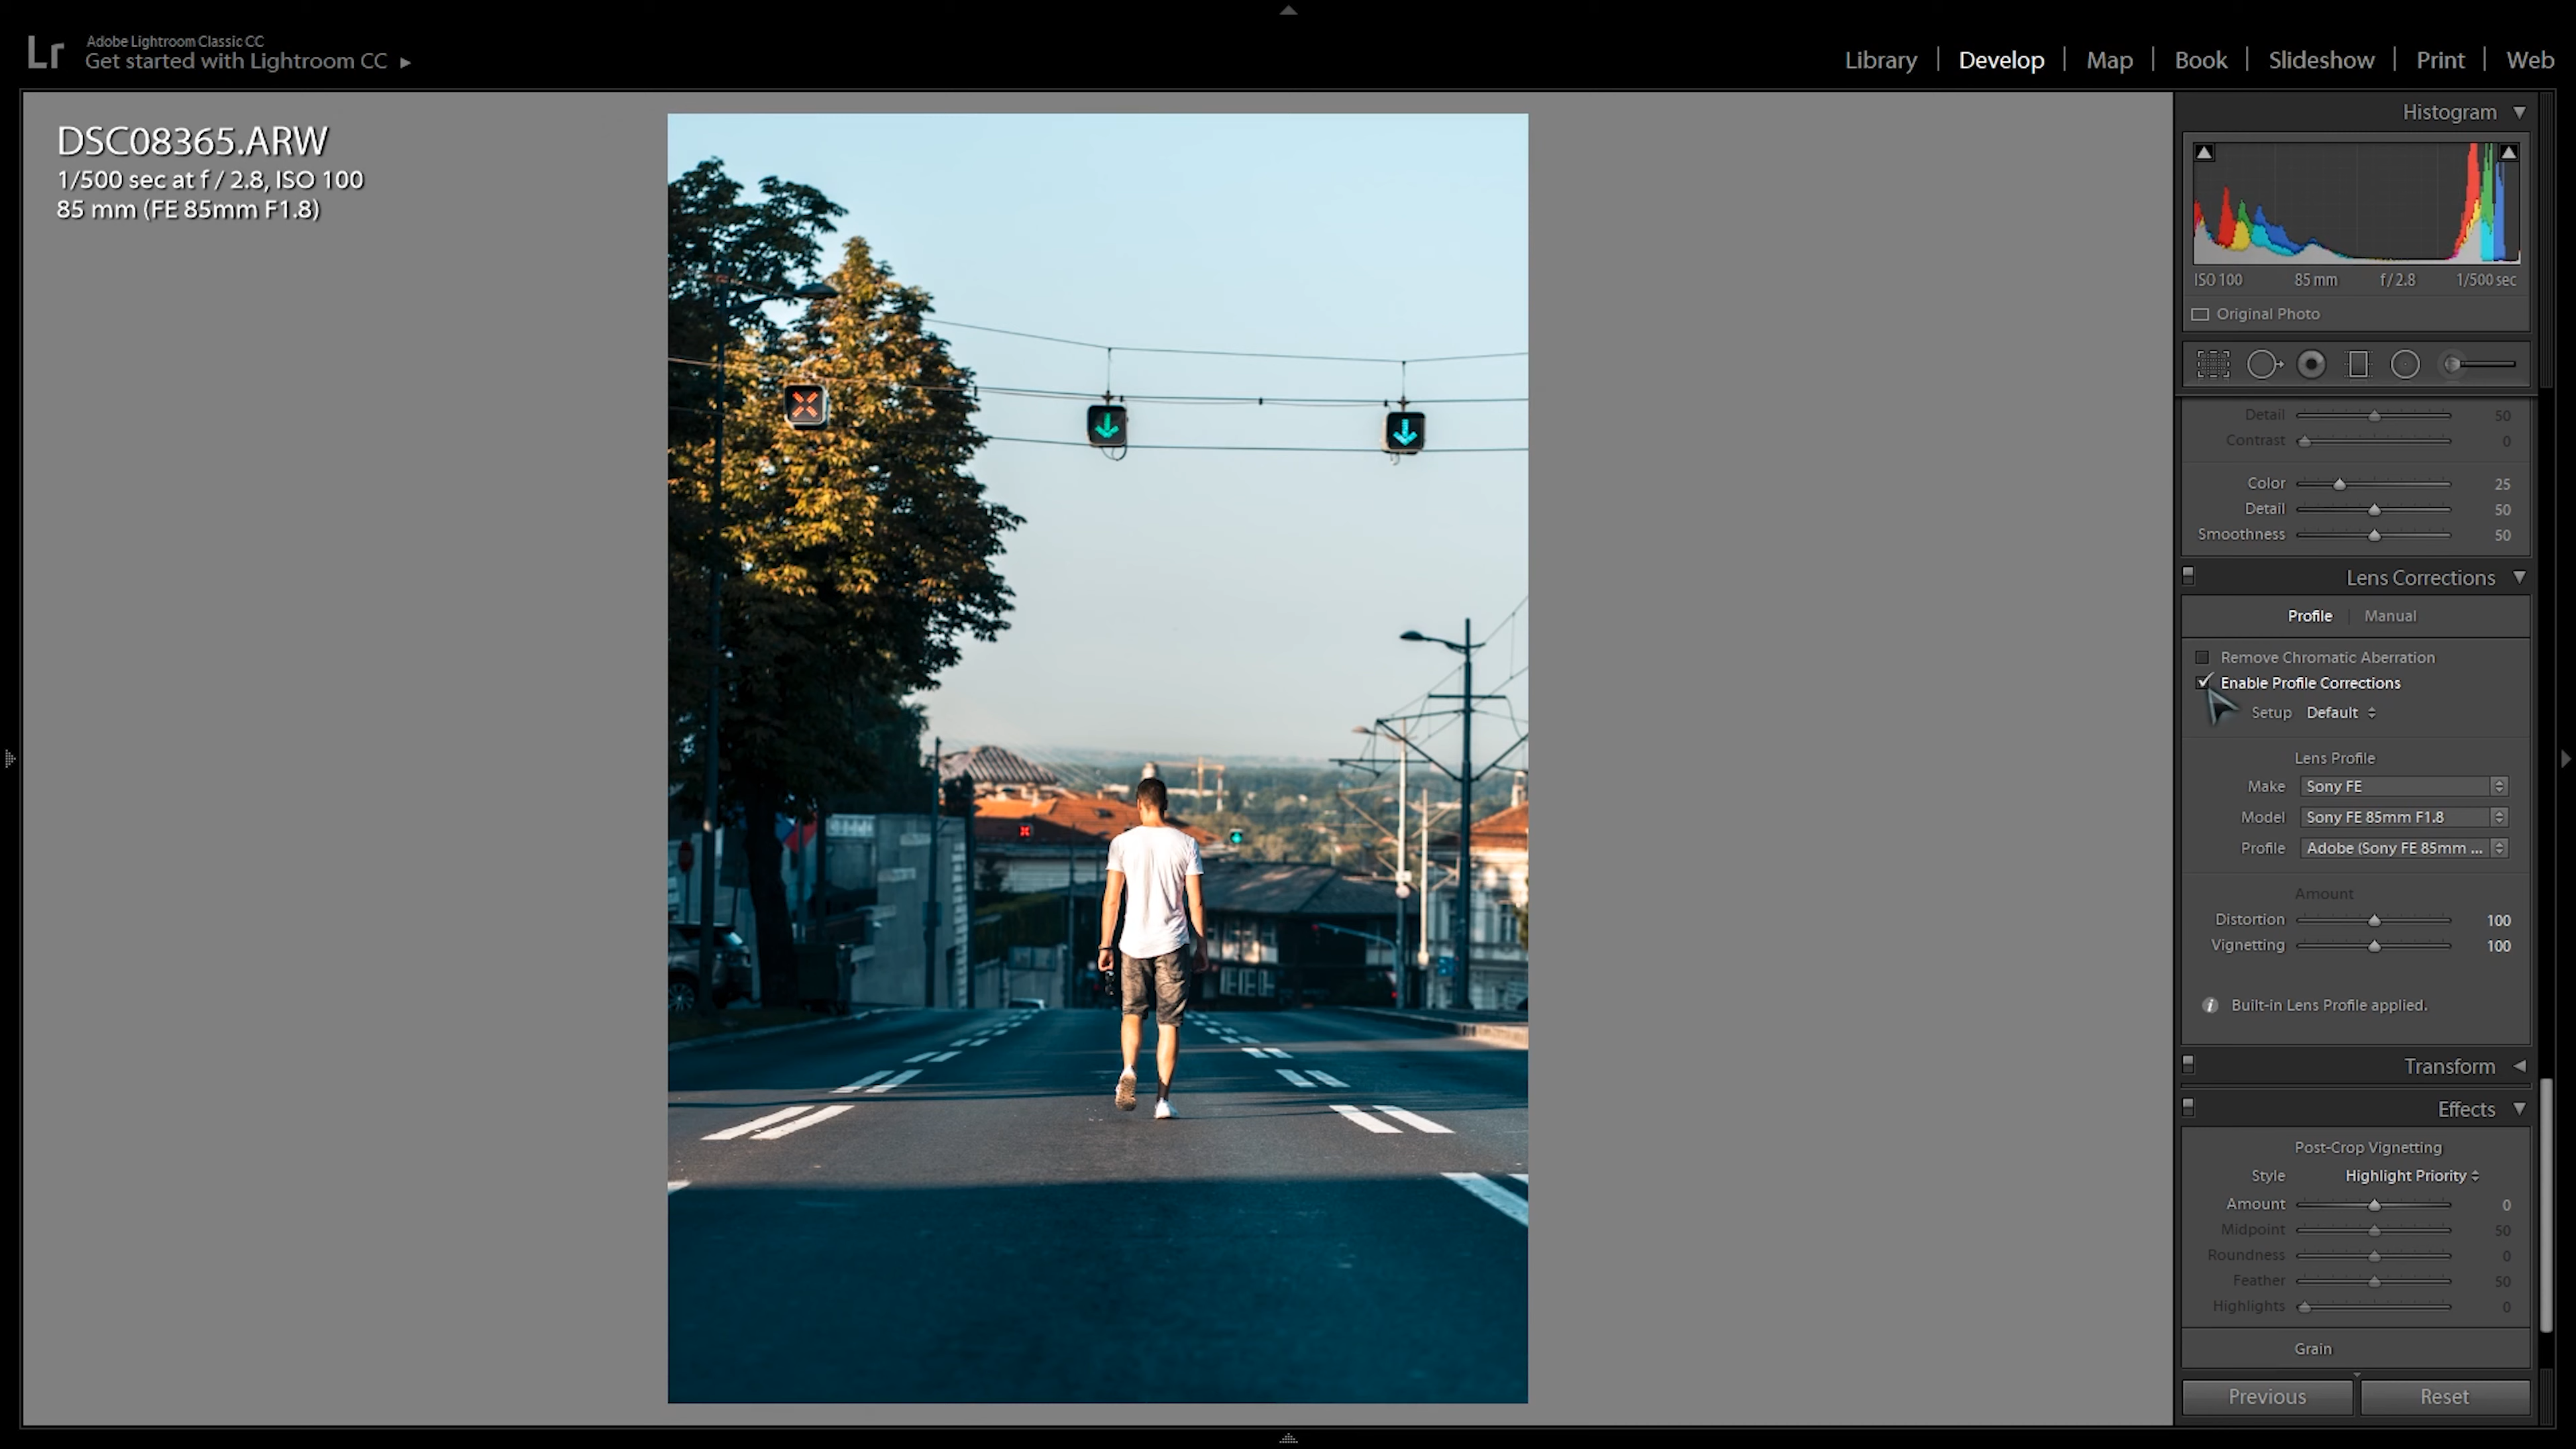 Lr
Adobe Lightroom Classic CC
Get started with Lightroom CC
Library | Develop | Map | Book | Slideshow | Print | Web
DSC08365.ARW
1/500 sec at f / 2.8, ISO 100
85 mm (FE 85mm F1.8)
Histogram
ISO 100 85 mm f / 2.8 1/500 sec
Original Photo
Detail 50
Contrast 0
Color 25
Detail 50
Smoothness 50
Lens Corrections
Profile | Manual
Remove Chromatic Aberration
Enable Profile Corrections
Setup Default
Lens Profile
Make Sony FE
Model Sony FE 85mm F1.8
Profile Adobe (Sony FE 85mm ...
Amount
Distortion 100
Vignetting 100
Built-in Lens Profile applied.
Transform
Effects
Post-Crop Vignetting
Style Highlight Priority
Amount 0
Midpoint 50
Roundness 0
Feather 50
Highlights 0
Grain
Previous Reset